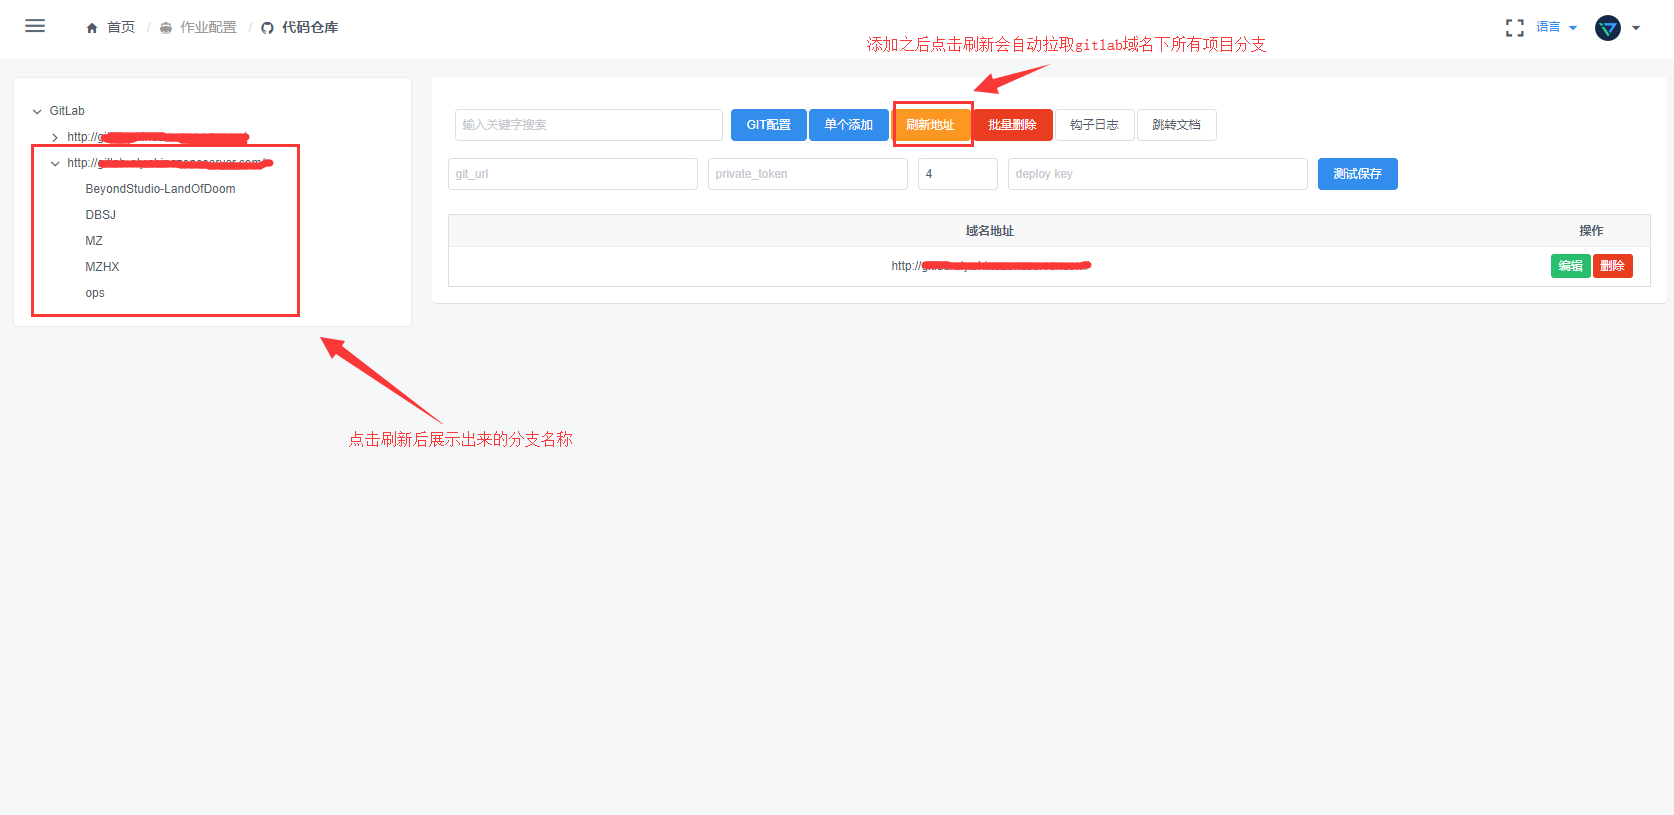 首页 / 作业配置 / 代码仓库
语言
添加之后点击刷新会自动拉取gitlab域名下所有项目分支
GitLab
http://
http://
BeyondStudio-LandOfDoom
DBSJ
MZ
MZHX
ops
输入关键字搜索 GIT配置 单个添加 刷新地址 批量删除 钩子日志 跳转文档
git_url private_token 4 deploy key 测试保存
域名地址 操作
http:// 编辑 删除
点击刷新后展示出来的分支名称